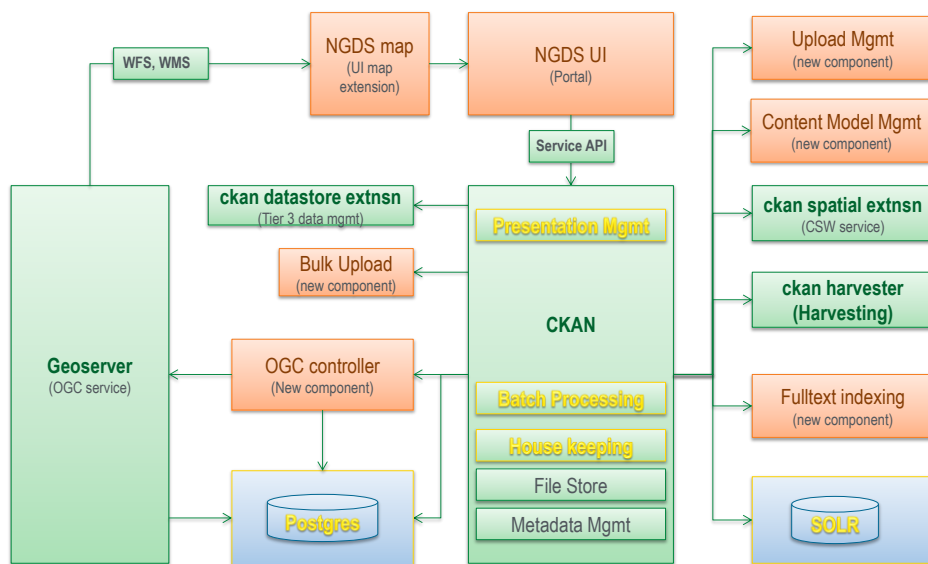 WFS, WMS
NGDS map
(UI map
extension)
NGDS UI
(Portal)
Upload Mgmt
(new component)
Service API
Content Model Mgmt
(new component)
ckan datastore extnsn
(Tier 3 data mgmt)
Presentation Mgmt
ckan spatial extnsn
(CSW service)
Bulk Upload
(new component)
ckan harvester
(Harvesting)
CKAN
Geoserver
(OGC service)
OGC controller
(New component)
Batch Processing
Fulltext indexing
(new component)
House keeping
File Store
Metadata Mgmt
Postgres
SOLR